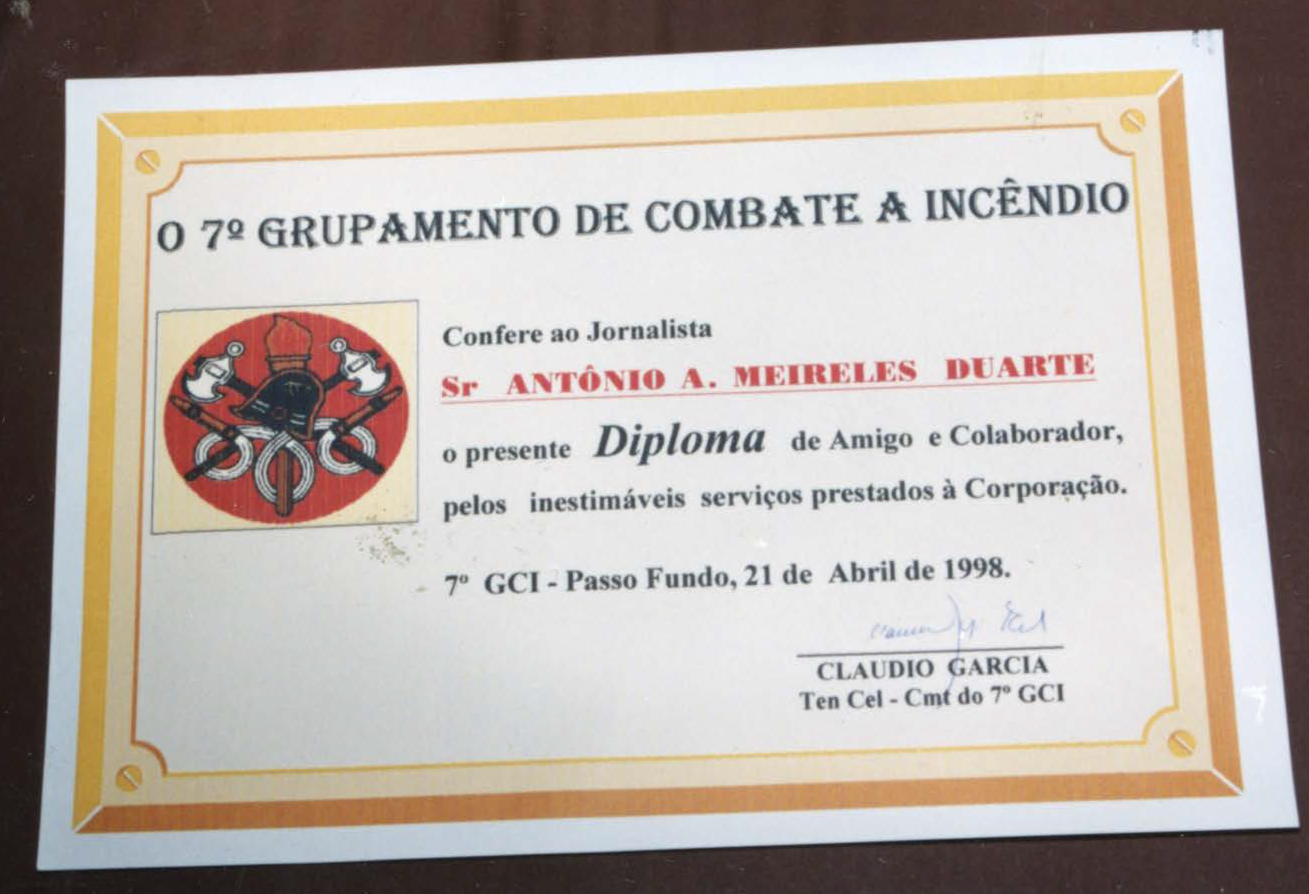 O 7º GRUPAMENTO DE COMBATE A INCÊNDIO
Confere ao Jornalista
Sr ANTÔNIO A. MEIRELES DUARTE
o presente Diploma de Amigo e Colaborador,
pelos inestimáveis serviços prestados à Corporação.
7º GCI - Passo Fundo, 21 de Abril de 1998.
CLAUDIO GARCIA
Ten Cel - Cmt do 7º GCI